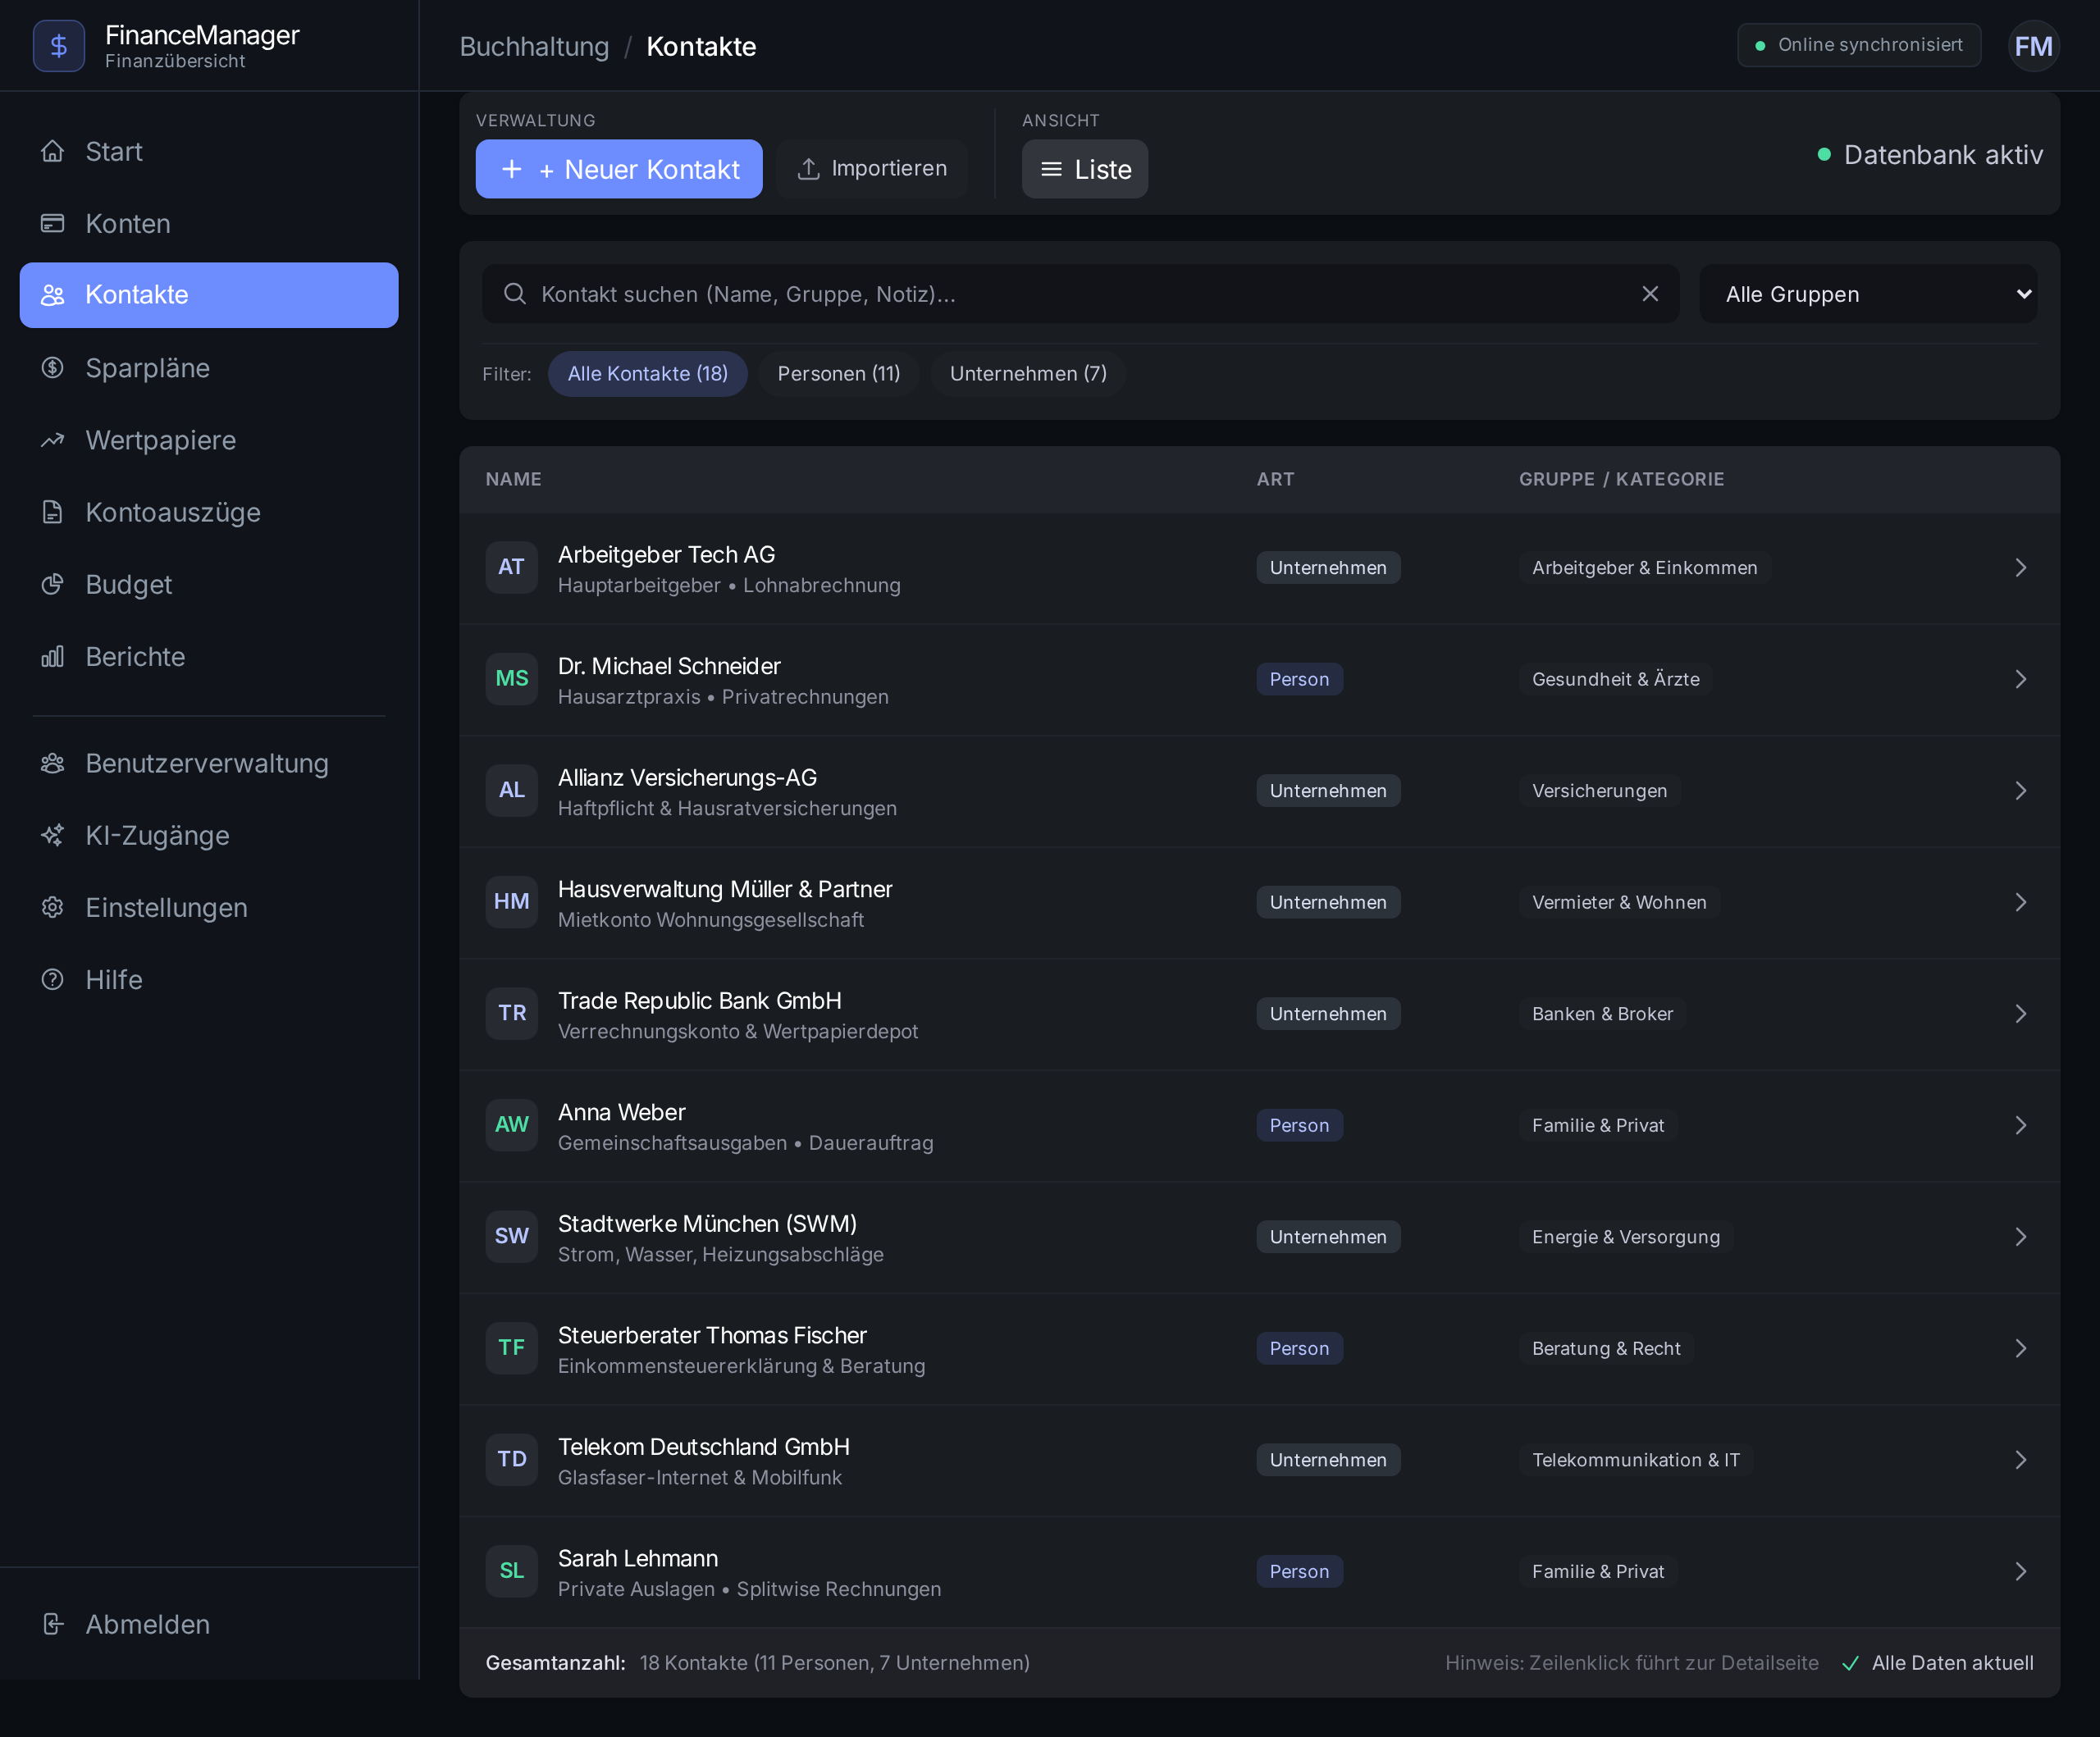 FinanceManager
Finanzübersicht
Buchhaltung / Kontakte
Online synchronisiert
FM
Start
Konten
Kontakte
Sparpläne
Wertpapiere
Kontoauszüge
Budget
Berichte
Benutzerverwaltung
KI-Zugänge
Einstellungen
Hilfe
Abmelden
VERWALTUNG
+ Neuer Kontakt
Importieren
ANSICHT
Liste
Datenbank aktiv
Kontakt suchen (Name, Gruppe, Notiz)...
Alle Gruppen
Filter: Alle Kontakte (18) Personen (11) Unternehmen (7)
NAME ART GRUPPE / KATEGORIE
AT Arbeitgeber Tech AG Unternehmen Arbeitgeber & Einkommen
Hauptarbeitgeber • Lohnabrechnung
MS Dr. Michael Schneider Person Gesundheit & Ärzte
Hausarztpraxis • Privatrechnungen
AL Allianz Versicherungs-AG Unternehmen Versicherungen
Haftpflicht & Hausratversicherungen
HM Hausverwaltung Müller & Partner Unternehmen Vermieter & Wohnen
Mietkonto Wohnungsgesellschaft
TR Trade Republic Bank GmbH Unternehmen Banken & Broker
Verrechnungskonto & Wertpapierdepot
AW Anna Weber Person Familie & Privat
Gemeinschaftsausgaben • Dauerauftrag
SW Stadtwerke München (SWM) Unternehmen Energie & Versorgung
Strom, Wasser, Heizungsabschläge
TF Steuerberater Thomas Fischer Person Beratung & Recht
Einkommensteuererklärung & Beratung
TD Telekom Deutschland GmbH Unternehmen Telekommunikation & IT
Glasfaser-Internet & Mobilfunk
SL Sarah Lehmann Person Familie & Privat
Private Auslagen • Splitwise Rechnungen
Gesamtanzahl: 18 Kontakte (11 Personen, 7 Unternehmen)
Hinweis: Zeilenklick führt zur Detailseite
Alle Daten aktuell